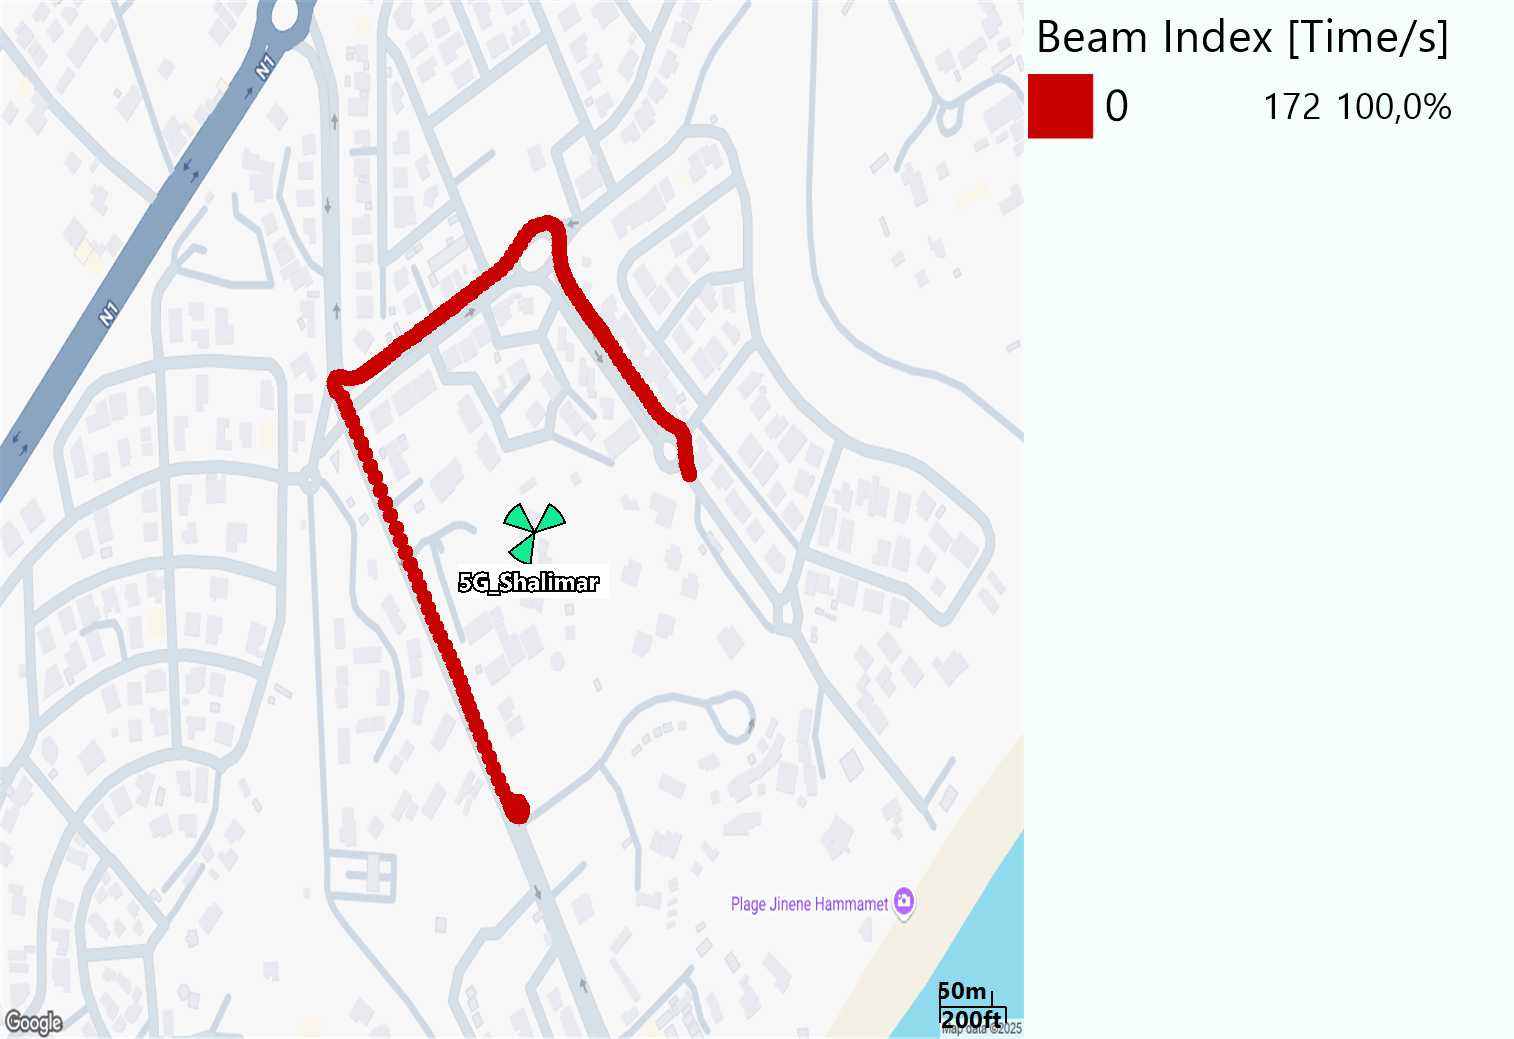 Beam Index [Time/s]
0 172 100,0%
N1
N1
5G_Shalimar
Plage Jinene Hammamet
50m
200ft
Google
Map data ©2025